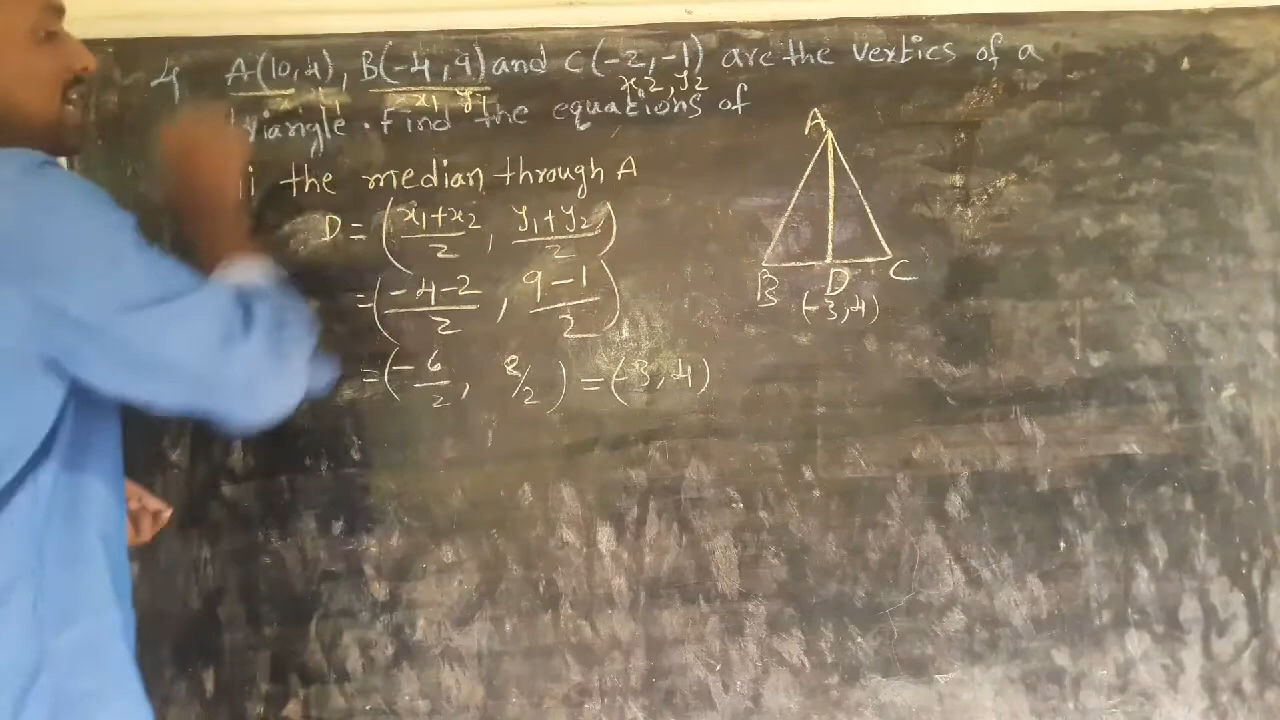 4 A(10,4), B(-4,9) and C(-2,-1) are the vertics of a
x1 y1 x2, y2
triangle. Find the equations of
ii the median through A
D = (x1+x2/2, y1+y2/2)
= (-4-2/2, 9-1/2)
= (-6/2, 8/2) = (-3,4)
A
B D C
(-3,4)